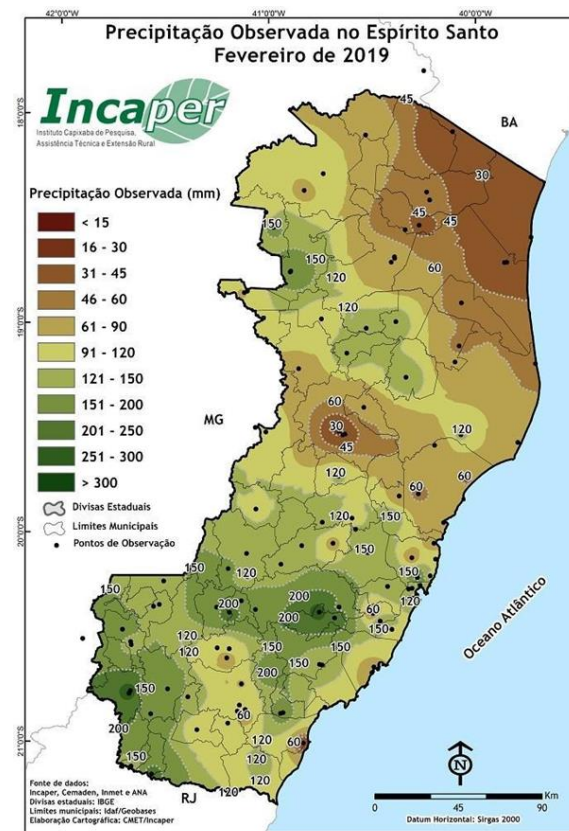 Precipitação Observada no Espírito Santo
Fevereiro de 2019
42°0'0"W
41°0'0"W
40°0'0"W
18°0'0"S
19°0'0"S
20°0'0"S
21°0'0"S
Incaper
Instituto Capixaba de Pesquisa,
Assistência Técnica e Extensão Rural
Precipitação Observada (mm)
< 15
16 - 30
31 - 45
46 - 60
61 - 90
91 - 120
121 - 150
151 - 200
201 - 250
251 - 300
> 300
Divisas Estaduais
Limites Municipais
Pontos de Observação
BA
MG
RJ
Oceano Atlântico
45
30
45
45
150
60
150
120
120
60
30
45
120
120
60
60
120
150
150
150
120
150
150
120
200
200
200
60
150
120
120
150
150
200
150
60
200
60
120
120
150
120
120
Fonte de dados:
Incaper, Cemaden, Inmet e ANA
Divisas estaduais: IBGE
Limites municipais: Idaf/Geobases
Elaboração Cartográfica: CMET/Incaper
N
Km
0 45 90
Datum Horizontal: Sirgas 2000